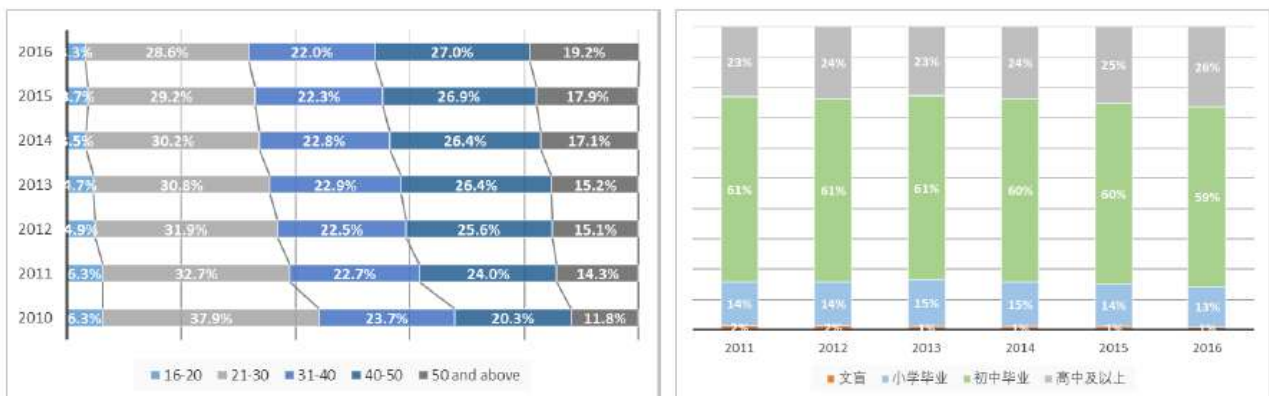 2016 28.6% 22.0% 27.0% 19.2%
2015 29.2% 22.3% 26.9% 17.9%
2014 30.2% 22.8% 26.4% 17.1%
2013 30.8% 22.9% 26.4% 15.2%
2012 4.9% 31.9% 22.5% 25.6% 15.1%
2011 6.3% 32.7% 22.7% 24.0% 14.3%
2010 6.3% 37.9% 23.7% 20.3% 11.8%
16-20 21-30 31-40 40-50 50 and above
23% 24% 23% 24% 25% 26%
61% 61% 61% 60% 60% 59%
14% 14% 15% 15% 14% 13%
2% 2% 1% 1% 1% 1%
2011 2012 2013 2014 2015 2016
文盲 小学毕业 初中毕业 高中及以上